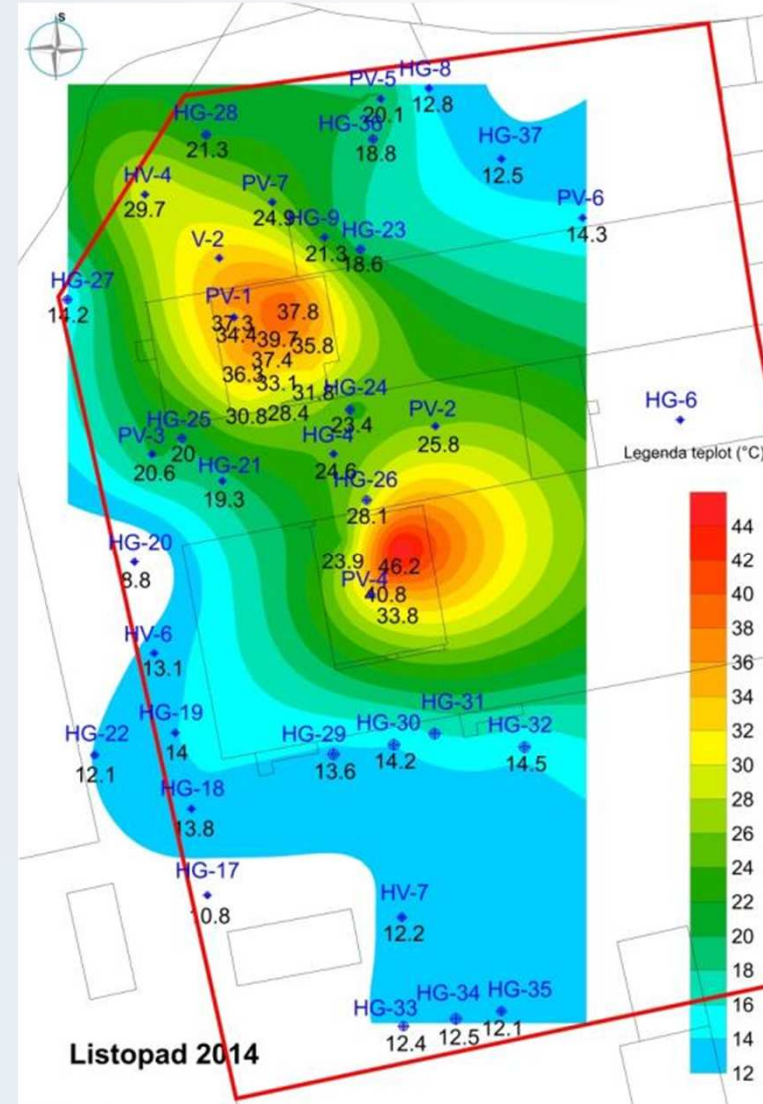 s
HG-8
PV-5
12.8
20.1
HG-36
HG-28
18.8
HG-37
21.3
12.5
HV-4
PV-7
PV-6
29.7
24.9
HG-9
14.3
V-2
21.3
HG-23
18.6
HG-27
PV-1
14.2
37.8
37.3
34.4
39.7
35.8
37.4
36.3
33.1
31.8
HG-24
HG-6
30.8
28.4
23.4
PV-2
HG-25
25.8
PV-3
20
HG-4
Legenda teplot (°C)
20.6
24.6
HG-21
HG-26
19.3
28.1
44
HG-20
23.9
46.2
42
8.8
PV-4
40.8
40
33.8
38
HV-6
36
13.1
34
HG-19
HG-31
32
HG-22
14
HG-29
HG-30
HG-32
30
12.1
13.6
14.2
14.5
28
HG-18
26
13.8
24
HG-17
22
10.8
HV-7
20
12.2
18
HG-33
HG-34
HG-35
16
12.4
12.5
12.1
14
Listopad 2014
12